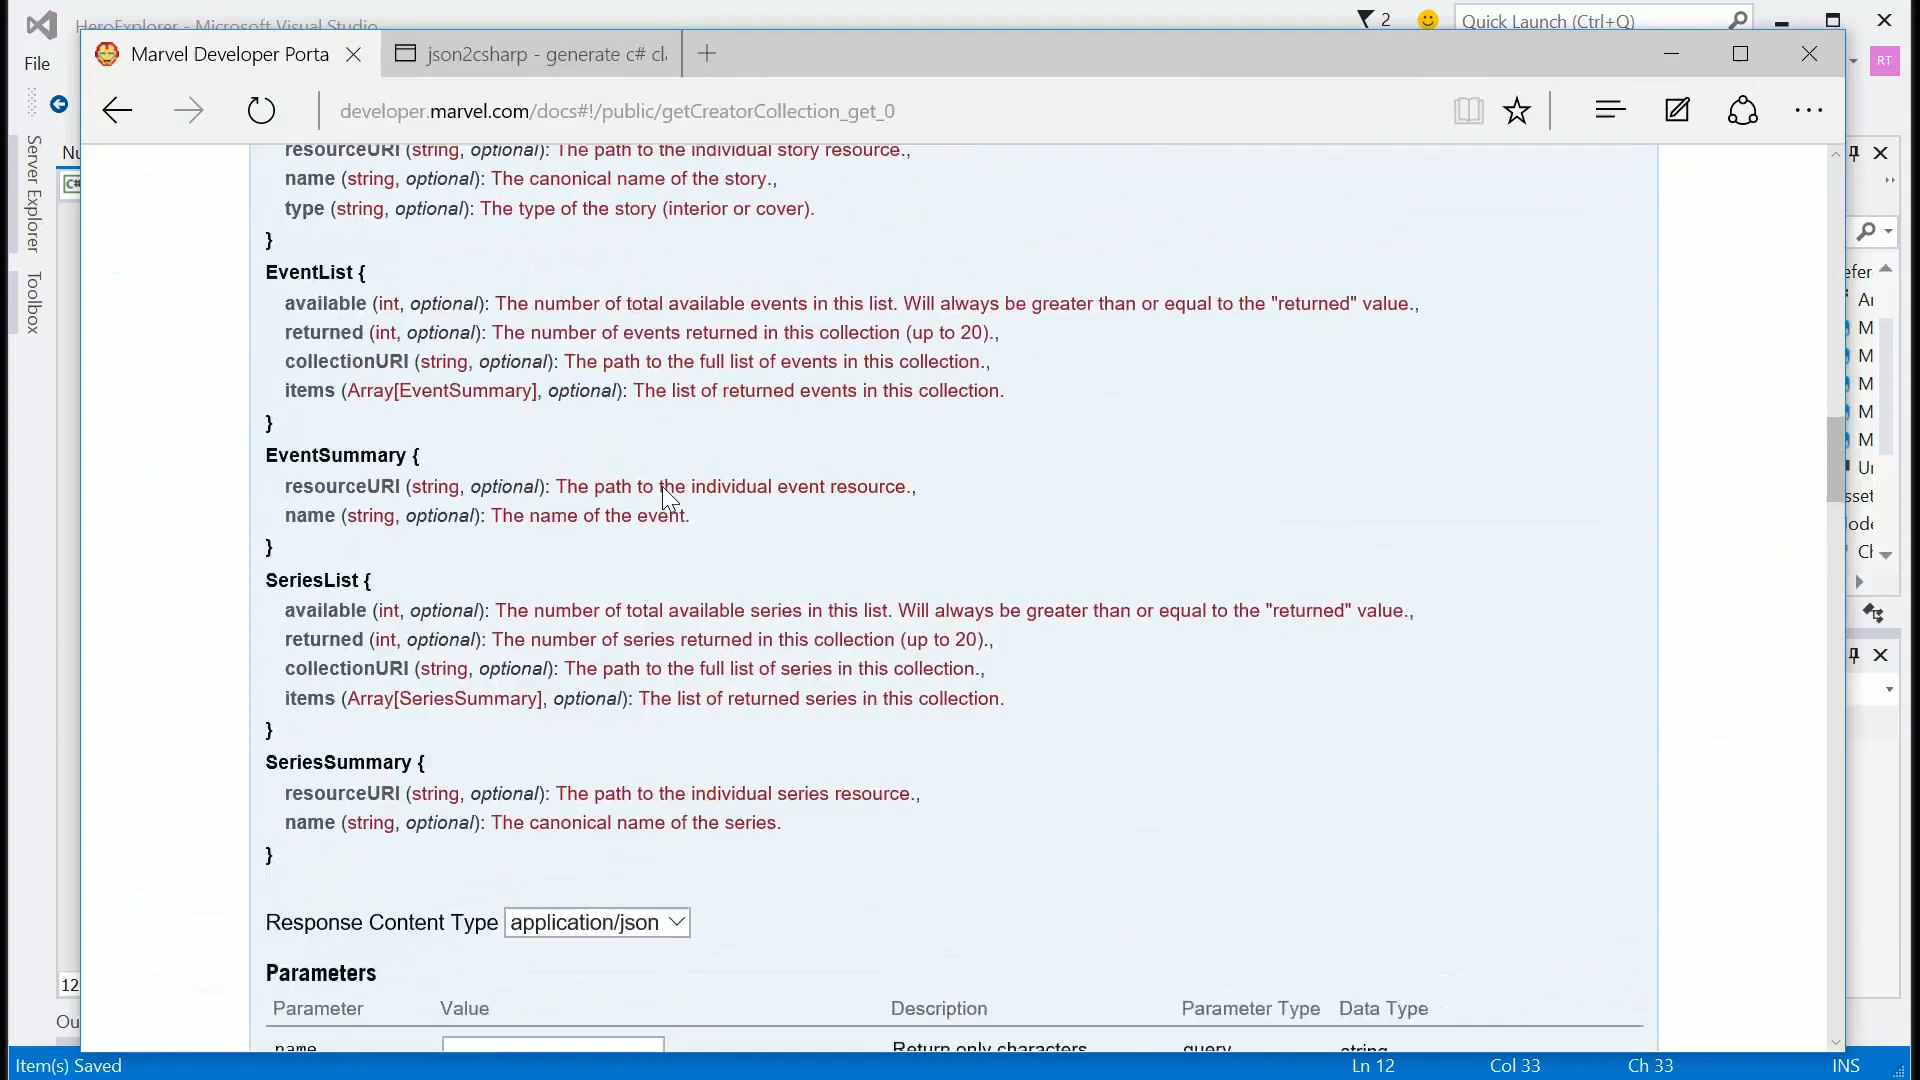 HeroExplorer - Microsoft Visual Studio
2
Quick Launch (Ctrl+Q)
File
RT
Marvel Developer Porta
json2csharp - generate c# cl
developer.marvel.com/docs#!/public/getCreatorCollection_get_0
Server Explorer
Toolbox
resourceURI (string, optional): The path to the individual story resource.,
name (string, optional): The canonical name of the story.,
type (string, optional): The type of the story (interior or cover).
}
EventList {
available (int, optional): The number of total available events in this list. Will always be greater than or equal to the "returned" value.,
returned (int, optional): The number of events returned in this collection (up to 20).,
collectionURI (string, optional): The path to the full list of events in this collection.,
items (Array[EventSummary], optional): The list of returned events in this collection.
}
EventSummary {
resourceURI (string, optional): The path to the individual event resource.,
name (string, optional): The name of the event.
}
SeriesList {
available (int, optional): The number of total available series in this list. Will always be greater than or equal to the "returned" value.,
returned (int, optional): The number of series returned in this collection (up to 20).,
collectionURI (string, optional): The path to the full list of series in this collection.,
items (Array[SeriesSummary], optional): The list of returned series in this collection.
}
SeriesSummary {
resourceURI (string, optional): The path to the individual series resource.,
name (string, optional): The canonical name of the series.
}
Response Content Type application/json
Parameters
Parameter Value Description Parameter Type Data Type
name Return only characters query string
12
Ou
Item(s) Saved
Ln 12 Col 33 Ch 33 INS